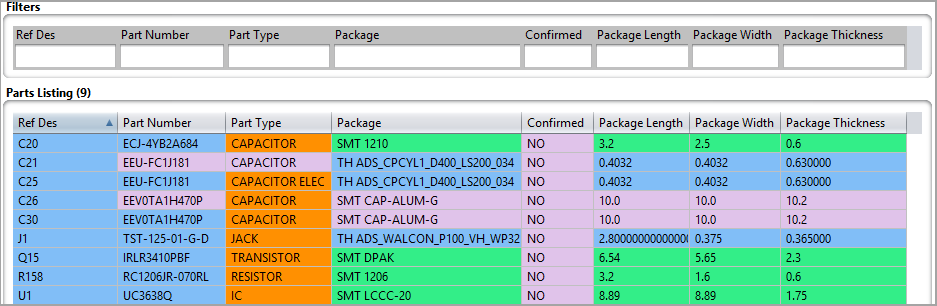 Filters
Ref Des Part Number Part Type Package Confirmed Package Length Package Width Package Thickness
Parts Listing (9)
Ref Des Part Number Part Type Package Confirmed Package Length Package Width Package Thickness
C20 ECJ-4YB2A684 CAPACITOR SMT 1210 NO 3.2 2.5 0.6
C21 EEU-FC1J181 CAPACITOR TH ADS_CPCYL1_D400_LS200_034 NO 0.4032 0.4032 0.630000
C25 EEU-FC1J181 CAPACITOR ELEC TH ADS_CPCYL1_D400_LS200_034 NO 0.4032 0.4032 0.630000
C26 EEV0TA1H470P CAPACITOR SMT CAP-ALUM-G NO 10.0 10.0 10.2
C30 EEV0TA1H470P CAPACITOR SMT CAP-ALUM-G NO 10.0 10.0 10.2
J1 TST-125-01-G-D JACK TH ADS_WALCON_P100_VH_WP32 NO 2.80000000000000 0.375 0.365000
Q15 IRLR3410PBF TRANSISTOR SMT DPAK NO 6.54 5.65 2.3
R158 RC1206JR-070RL RESISTOR SMT 1206 NO 3.2 1.6 0.6
U1 UC3638Q IC SMT LCCC-20 NO 8.89 8.89 1.75